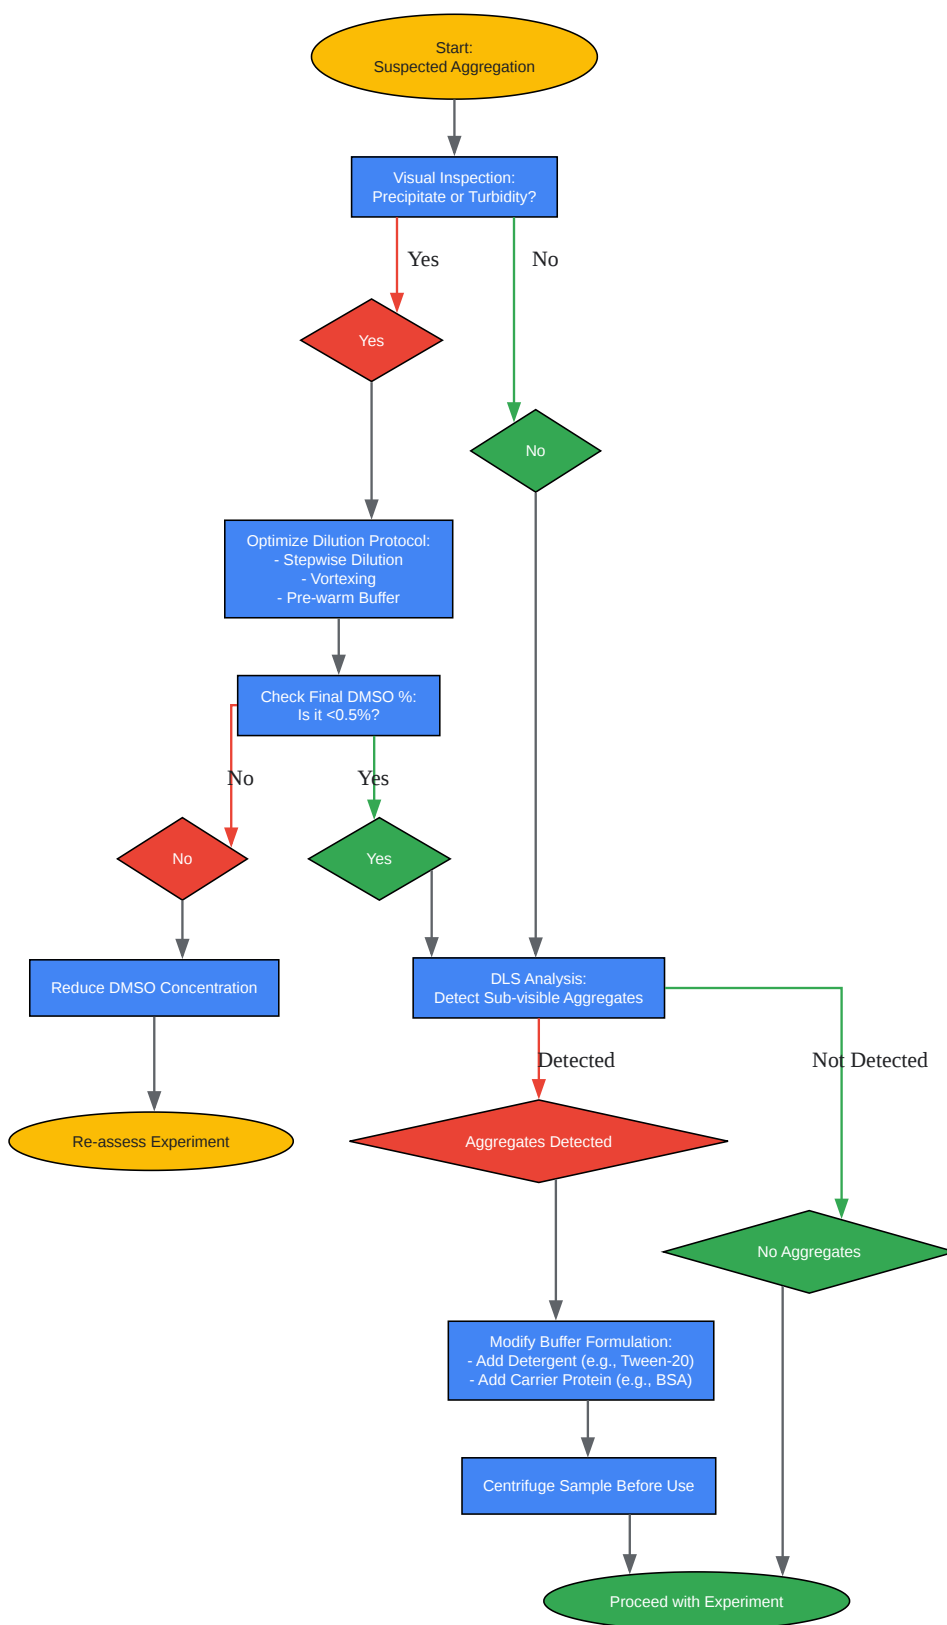 Start:
Suspected Aggregation
Visual Inspection:
Precipitate or Turbidity?
Yes
No
Yes
No
Optimize Dilution Protocol:
- Stepwise Dilution
- Vortexing
- Pre-warm Buffer
Check Final DMSO %:
Is it <0.5%?
No
Yes
No
Yes
Reduce DMSO Concentration
DLS Analysis:
Detect Sub-visible Aggregates
Detected
Not Detected
Re-assess Experiment
Aggregates Detected
No Aggregates
Modify Buffer Formulation:
- Add Detergent (e.g., Tween-20)
- Add Carrier Protein (e.g., BSA)
Centrifuge Sample Before Use
Proceed with Experiment